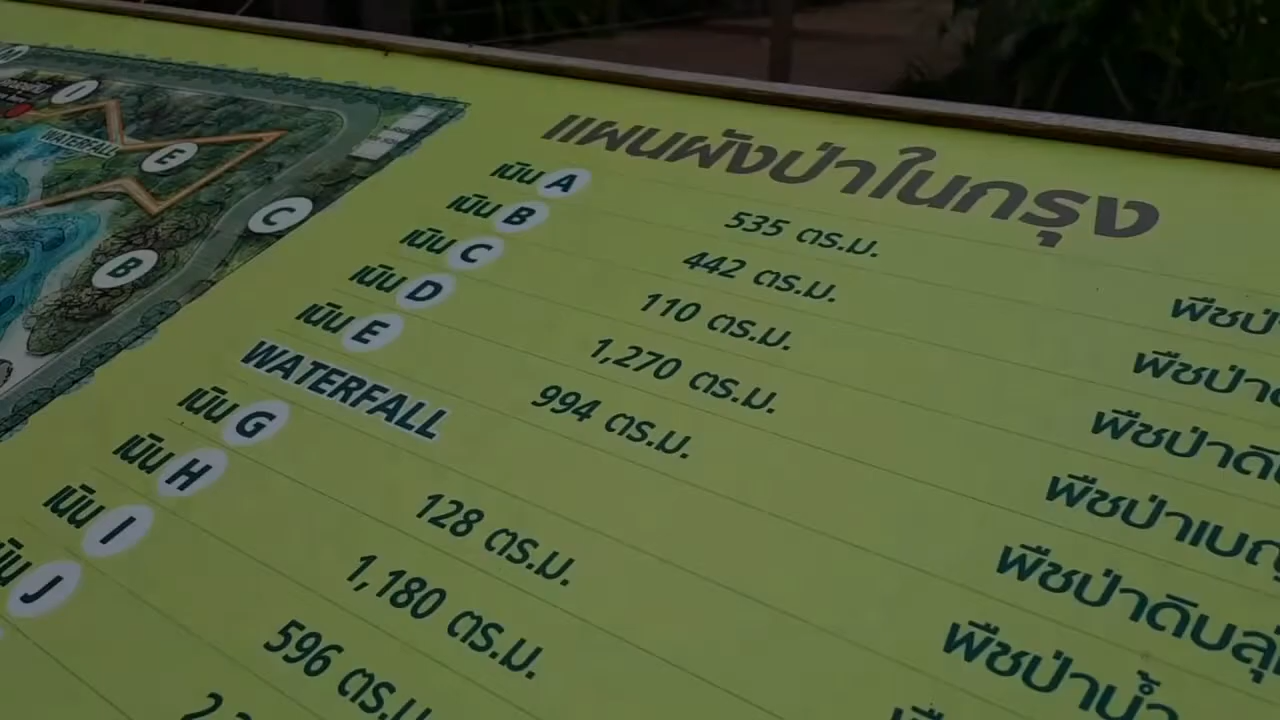 แผนผังป่าในกรุง
เนิน A 535 ตร.ม.
เนิน B 442 ตร.ม.
เนิน C 110 ตร.ม.
เนิน D 1,270 ตร.ม.
เนิน E 994 ตร.ม.
WATERFALL
เนิน G 128 ตร.ม.
เนิน H 1,180 ตร.ม.
เนิน I 596 ตร.ม.
เนิน J
พืชป่า
พืชป่า
พืชป่าดิ
พืชป่าเบญ
พืชป่าดิบลุ่
พืชป่าน้ำ
I
WATERFALL
E
C
B